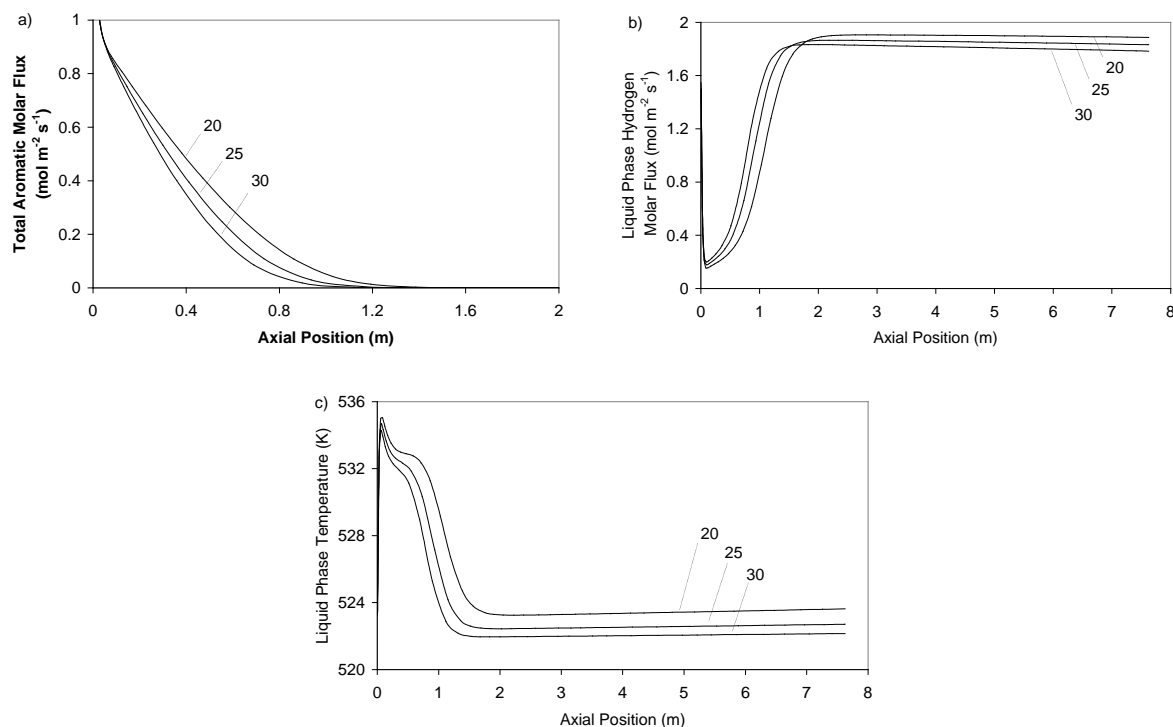 a)
Total Aromatic Molar Flux
(mol m⁻² s⁻¹)
1
0.8
0.6
0.4
0.2
0
20
25
30
0 0.4 0.8 1.2 1.6 2
Axial Position (m)
b)
Liquid Phase Hydrogen
Molar Flux (mol m⁻² s⁻¹)
2
1.6
1.2
0.8
0.4
0
20
25
30
0 1 2 3 4 5 6 7 8
Axial Position (m)
c)
Liquid Phase Temperature (K)
536
532
528
524
520
20
25
30
0 1 2 3 4 5 6 7 8
Axial Position (m)